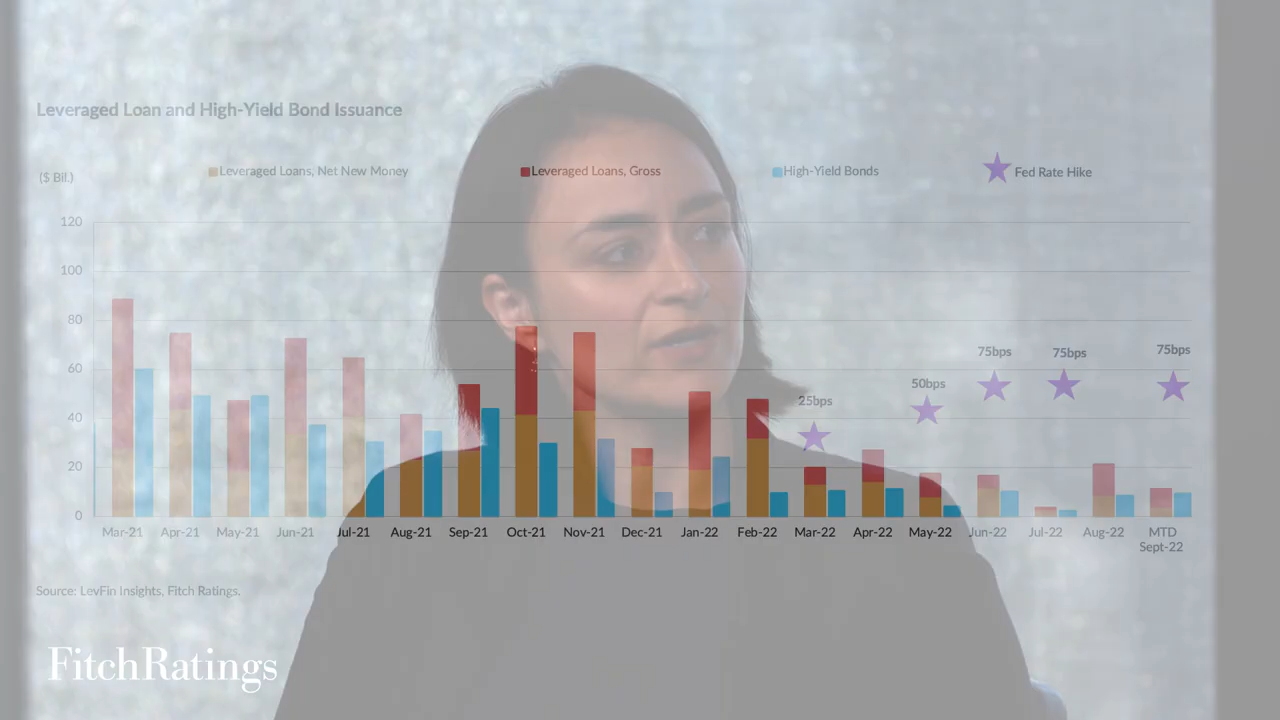 Leveraged Loan and High-Yield Bond Issuance
($ Bil.)
Leveraged Loans, Net New Money
Leveraged Loans, Gross
High-Yield Bonds
Fed Rate Hike
120
100
80
60
40
20
0
25bps
50bps
75bps
75bps
75bps
Mar-21 Apr-21 May-21 Jun-21 Jul-21 Aug-21 Sep-21 Oct-21 Nov-21 Dec-21 Jan-22 Feb-22 Mar-22 Apr-22 May-22 Jun-22 Jul-22 Aug-22 MTD
Sept-22
Source: LevFin Insights, Fitch Ratings.
FitchRatings